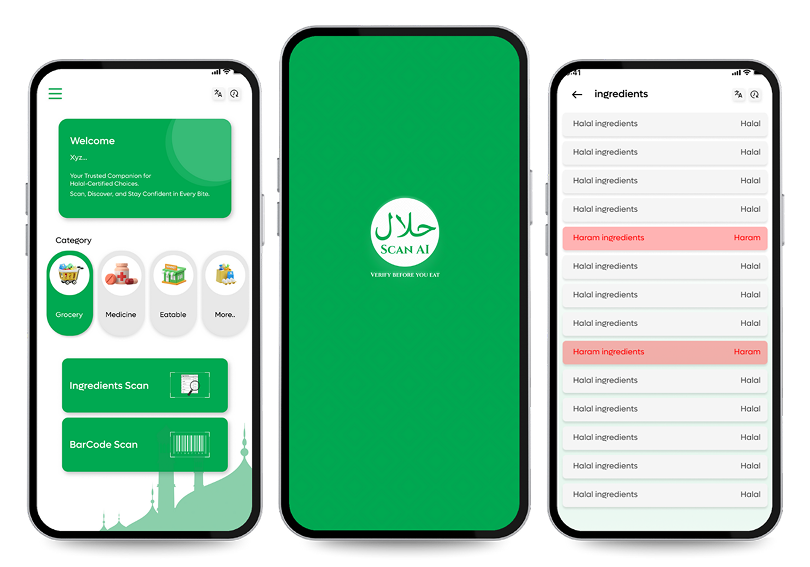 Welcome
Xyz...
Your Trusted Companion for
Halal-Certified Choices.
Scan, Discover, and Stay Confident in Every Bite.
Category
Grocery
Medicine
Eatable
More..
Ingredients Scan
BarCode Scan
حلال
SCAN AI
VERIFY BEFORE YOU EAT
:41
ingredients
Halal ingredients Halal
Halal ingredients Halal
Halal ingredients Halal
Halal ingredients Halal
Haram ingredients Haram
Halal ingredients Halal
Halal ingredients Halal
Halal ingredients Halal
Haram ingredients Haram
Halal ingredients Halal
Halal ingredients Halal
Halal ingredients Halal
Halal ingredients Halal
Halal ingredients Halal